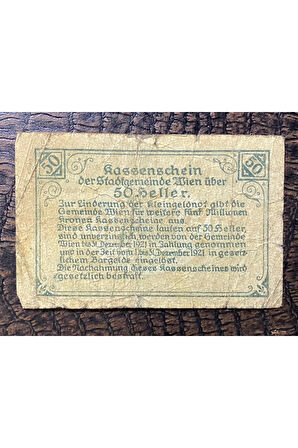 50 50
Kassenschein
der Stadtgemeinde Wien über
50 Heller.
Zur Linderung der Kleingeldnot gibt die
Gemeinde Wien für weitere fünf Millionen
Kronen Kassenscheine aus.
Diese Kassenscheine lauten auf 50 Heller,
sind unverzinslich, werden von der Gemeinde
Wien bis 31. Dezember 1921 in Zahlung genommen
und in der Zeit vom 1. bis 31. Dezember 1921 in gesetz-
lichem Bargelde eingelöst.
Die Nachahmung dieses Kassenscheines wird
gesetzlich bestraft.